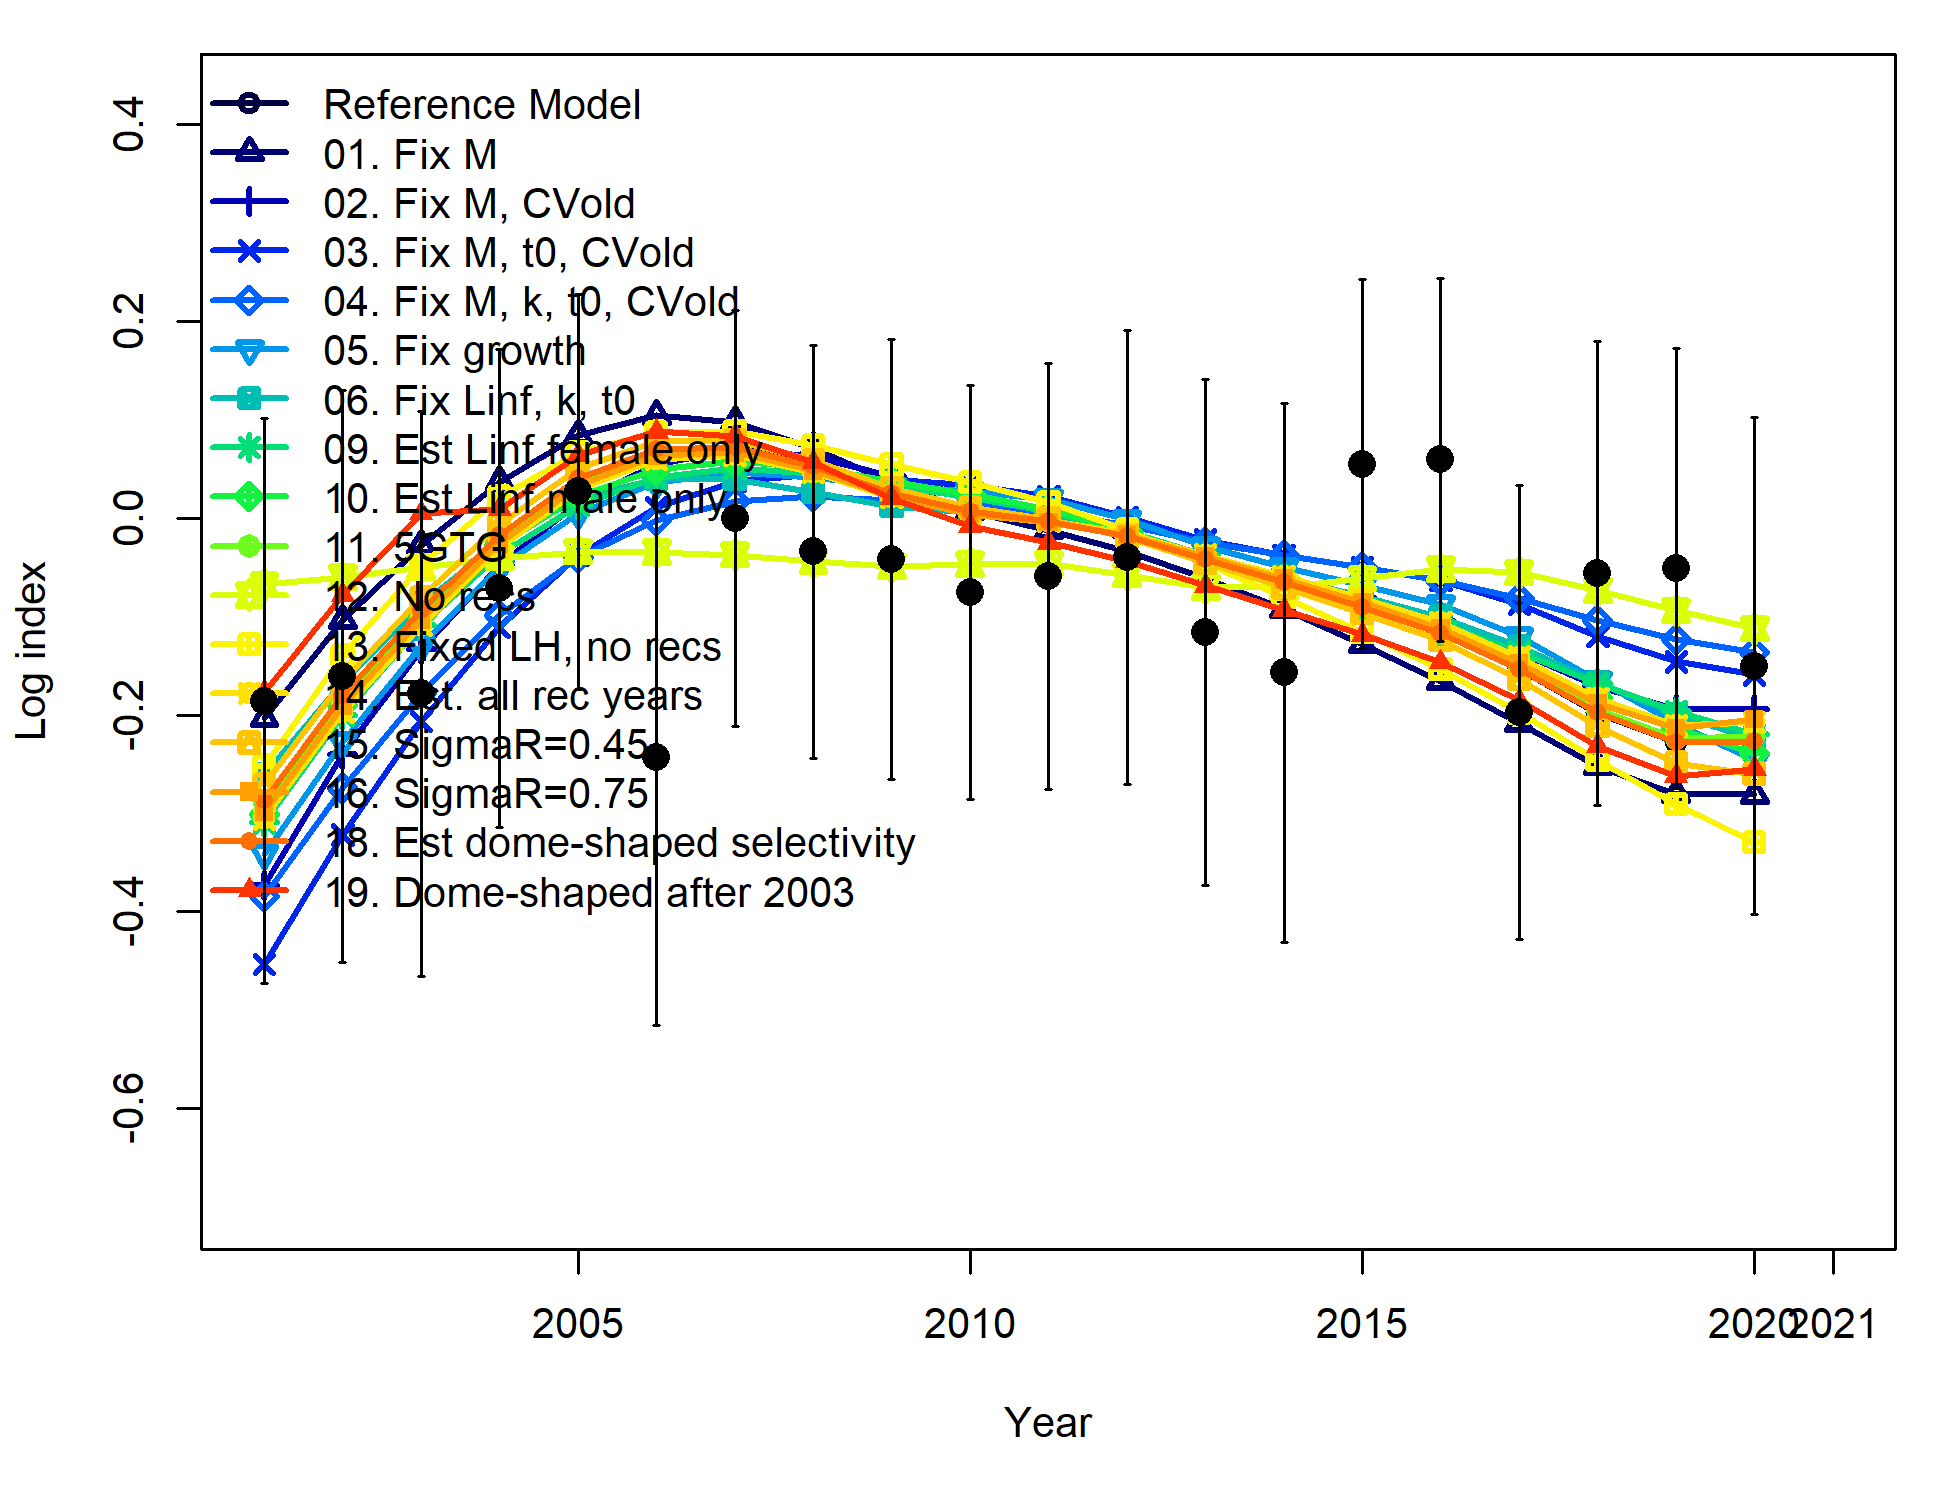 Reference Model
01. Fix M
02. Fix M, CVold
03. Fix M, t0, CVold
04. Fix M, k, t0, CVold
05. Fix growth
06. Fix Linf, k, t0
09. Est Linf female only
10. Est Linf male only
11. 5GTG
12. No recs
13. Fixed LH, no recs
14 Est. all rec years
15. SigmaR=0.45
16. SigmaR=0.75
18. Est dome-shaped selectivity
19. Dome-shaped after 2003
0.4
0.2
0.0
-0.2
-0.4
-0.6
Log index
2005 2010 2015 2020 2021
Year